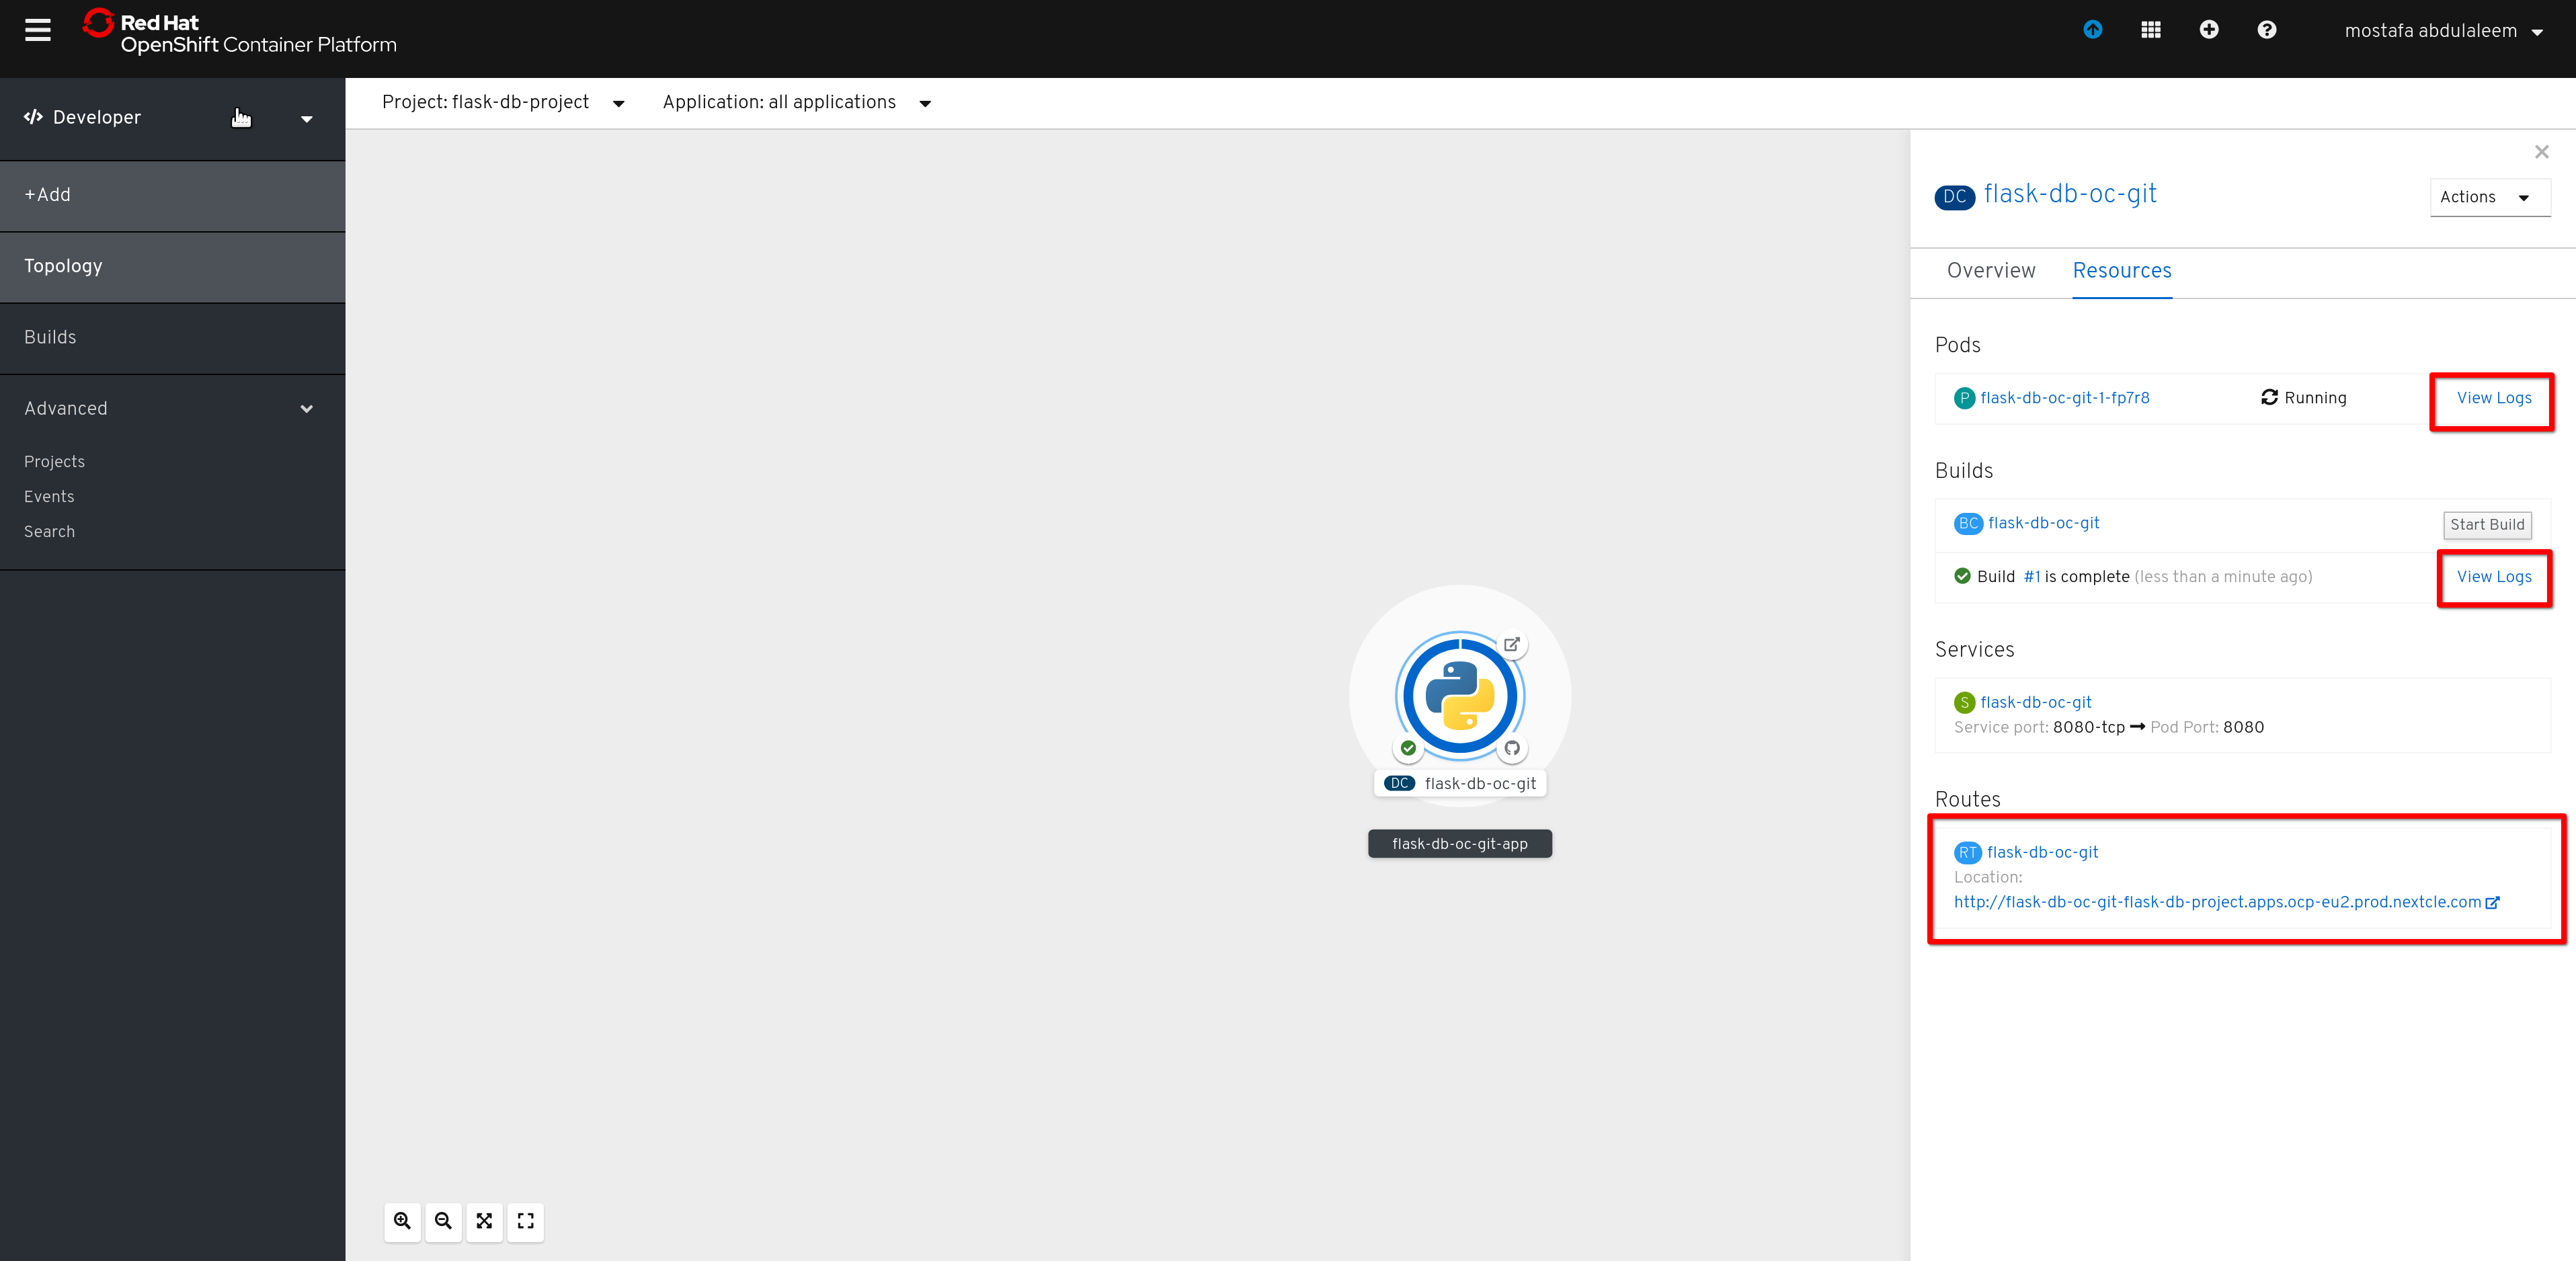 Red Hat
OpenShift Container Platform
mostafa abdulaleem
Developer
+Add
Topology
Builds
Advanced
Projects
Events
Search
Project: flask-db-project
Application: all applications
DC flask-db-oc-git
flask-db-oc-git-app
DC flask-db-oc-git
Actions
Overview
Resources
Pods
P flask-db-oc-git-1-fp7r8 Running View Logs
Builds
BC flask-db-oc-git Start Build
Build #1 is complete (less than a minute ago) View Logs
Services
S flask-db-oc-git
Service port: 8080-tcp → Pod Port: 8080
Routes
RT flask-db-oc-git
Location:
http://flask-db-oc-git-flask-db-project.apps.ocp-eu2.prod.nextcle.com